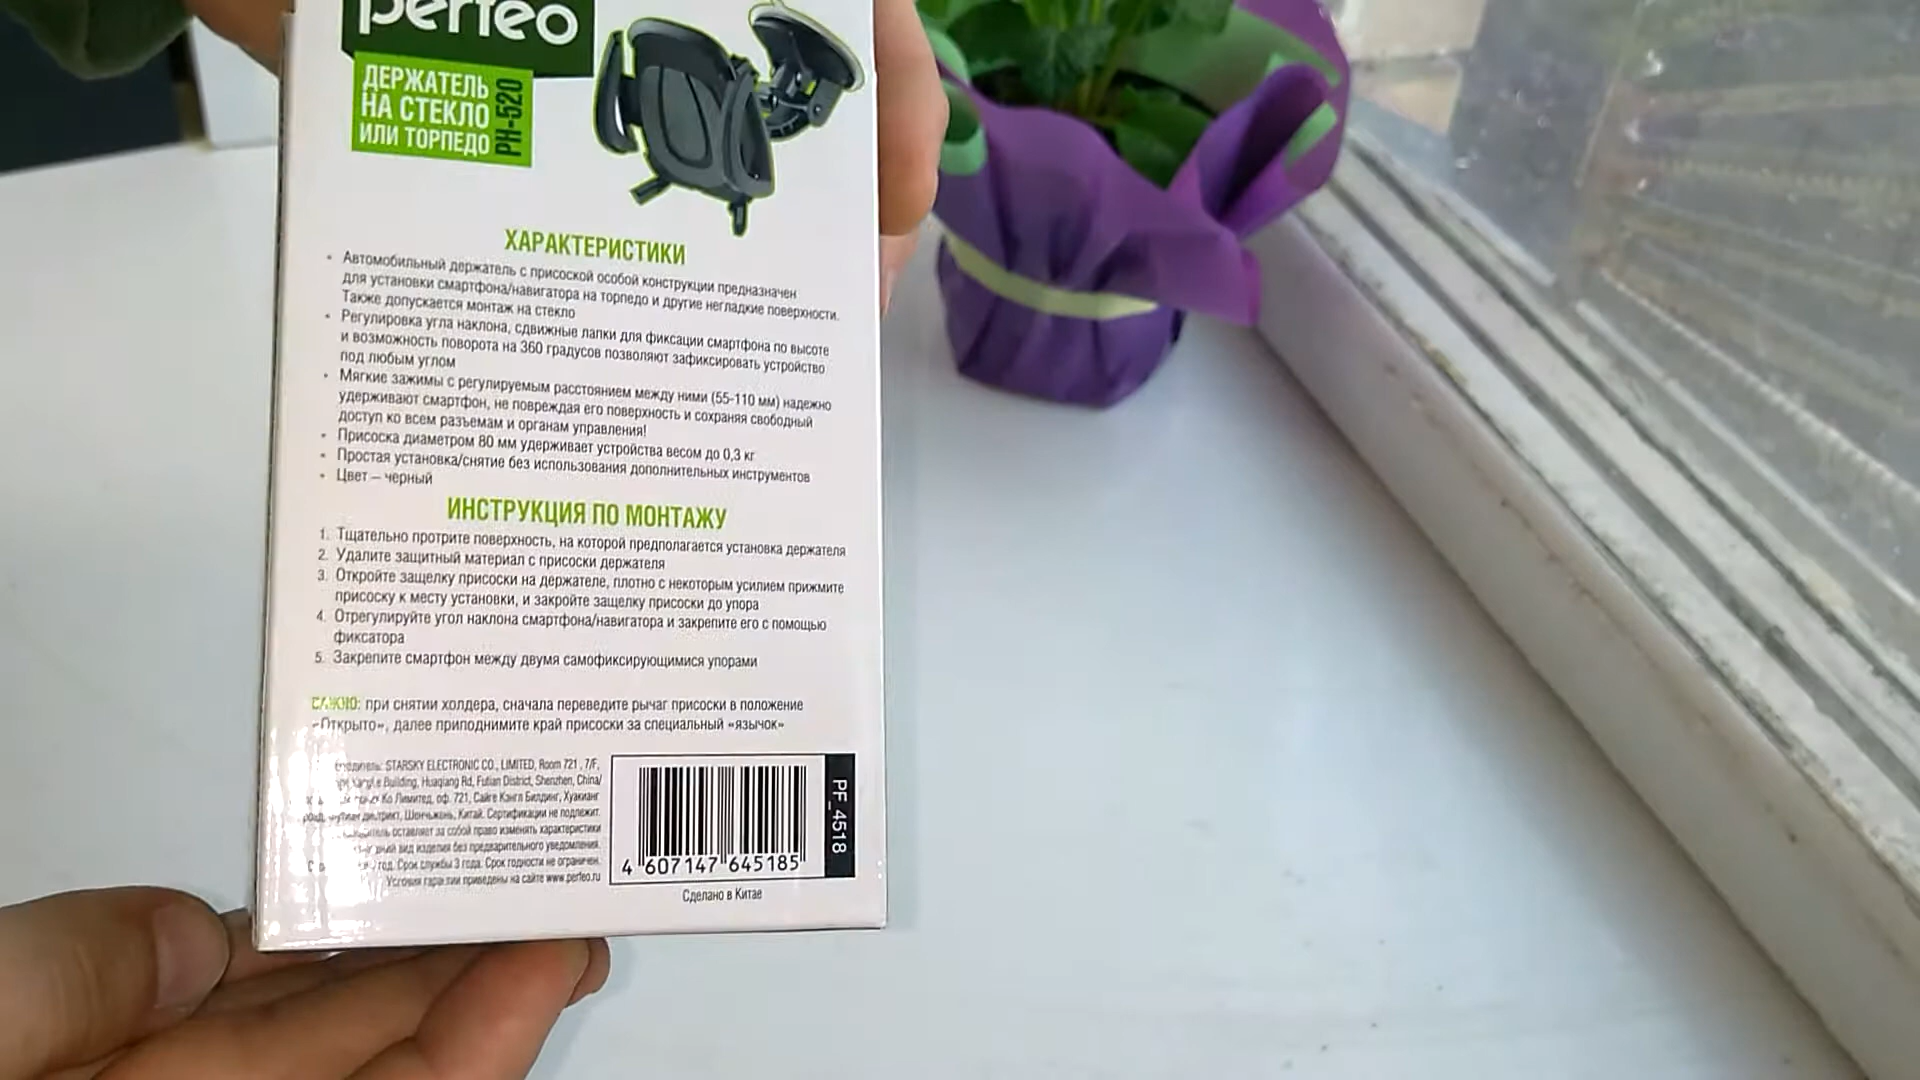 perfeo
ДЕРЖАТЕЛЬ
НА СТЕКЛО
ИЛИ ТОРПЕДО
PH-520
ХАРАКТЕРИСТИКИ
• Автомобильный держатель с присоской особой конструкции предназначен
для установки смартфона/навигатора на торпедо и другие негладкие поверхности.
Также допускается монтаж на стекло
• Регулировка угла наклона, сдвижные лапки для фиксации смартфона по высоте
и возможность поворота на 360 градусов позволяют зафиксировать устройство
под любым углом
• Мягкие зажимы с регулируемым расстоянием между ними (55-110 мм) надежно
удерживают смартфон, не повреждая его поверхность и сохраняя свободный
доступ ко всем разъемам и органам управления!
• Присоска диаметром 80 мм удерживает устройства весом до 0,3 кг
• Простая установка/снятие без использования дополнительных инструментов
• Цвет – черный
ИНСТРУКЦИЯ ПО МОНТАЖУ
1. Тщательно протрите поверхность, на которой предполагается установка держателя
2. Удалите защитный материал с присоски держателя
3. Откройте защелку присоски на держателе, плотно с некоторым усилием прижмите
присоску к месту установки, и закройте защелку присоски до упора
4. Отрегулируйте угол наклона смартфона/навигатора и закрепите его с помощью
фиксатора
5. Закрепите смартфон между двумя самофиксирующимися упорами
ВАЖНО: при снятии холдера, сначала переведите рычаг присоски в положение
«Открыто», далее приподнимите край присоски за специальный «язычок»
STARSKY ELECTRONIC CO., LIMITED, Room 721, 7/F,
Building, Huaqiang Rd, Futian District, Shenzhen, China/
Ко Лимитед, оф. 721, Сайге Кэнгл Билдинг, Хуакианг
дистрикт, Шеньчжень, Китай. Сертификации не подлежит.
оставляет за собой право изменять характеристики
вид изделия без предварительного уведомления.
год. Срок службы 3 года. Срок годности не ограничен.
Условия гарантии приведены на сайте www.perfeo.ru
4 607147 645185
PF_4518
Сделано в Китае